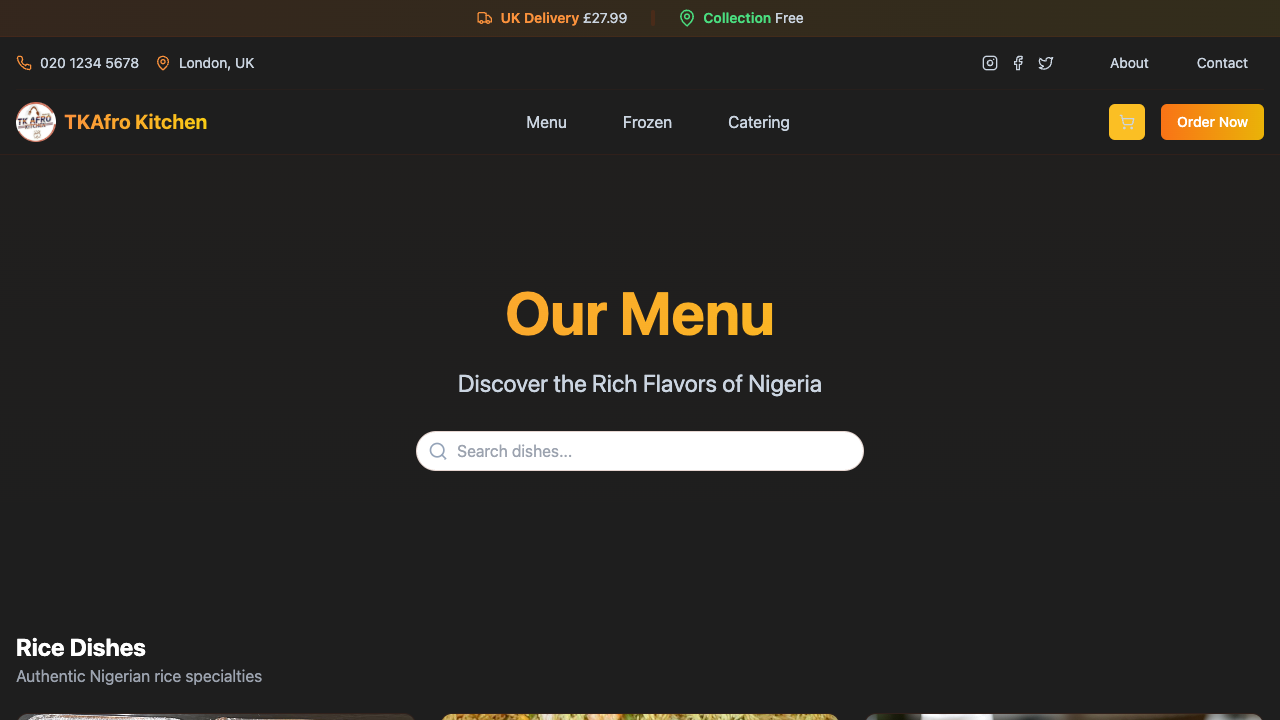 UK Delivery £27.99 Collection Free
020 1234 5678 London, UK About Contact
TK AFRO KITCHEN
TKAfro Kitchen Menu Frozen Catering Order Now
Our Menu
Discover the Rich Flavors of Nigeria
Search dishes...
Rice Dishes
Authentic Nigerian rice specialties